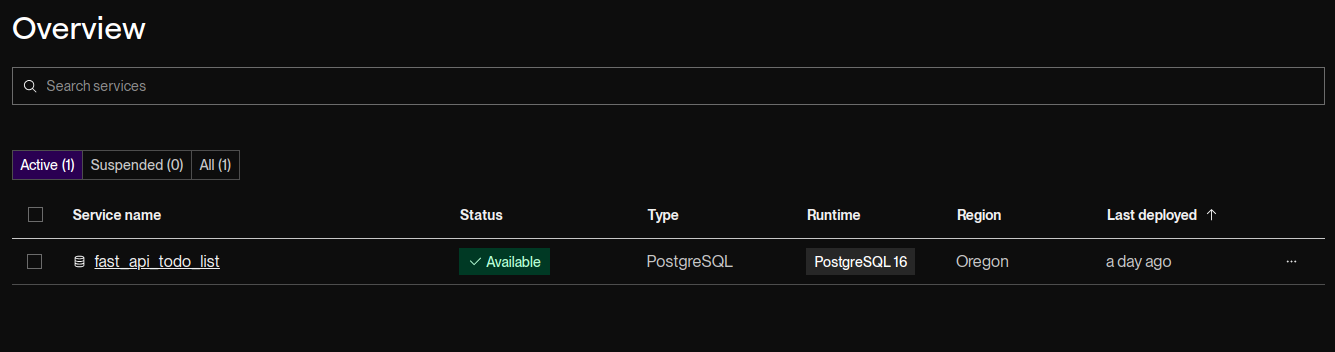 Overview
Search services
Active (1) Suspended (0) All (1)
Service name Status Type Runtime Region Last deployed
fast_api_todo_list Available PostgreSQL PostgreSQL 16 Oregon a day ago